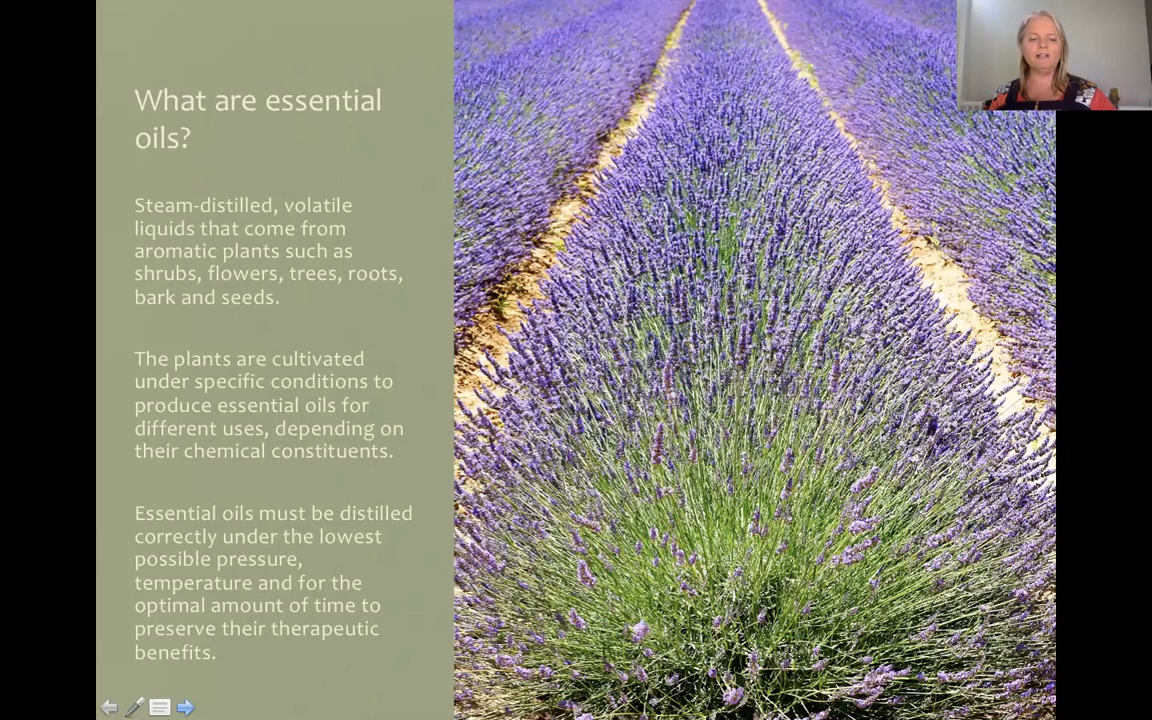 What are essential
oils?
Steam-distilled, volatile
liquids that come from
aromatic plants such as
shrubs, flowers, trees, roots,
bark and seeds.
The plants are cultivated
under specific conditions to
produce essential oils for
different uses, depending on
their chemical constituents.
Essential oils must be distilled
correctly under the lowest
possible pressure,
temperature and for the
optimal amount of time to
preserve their therapeutic
benefits.